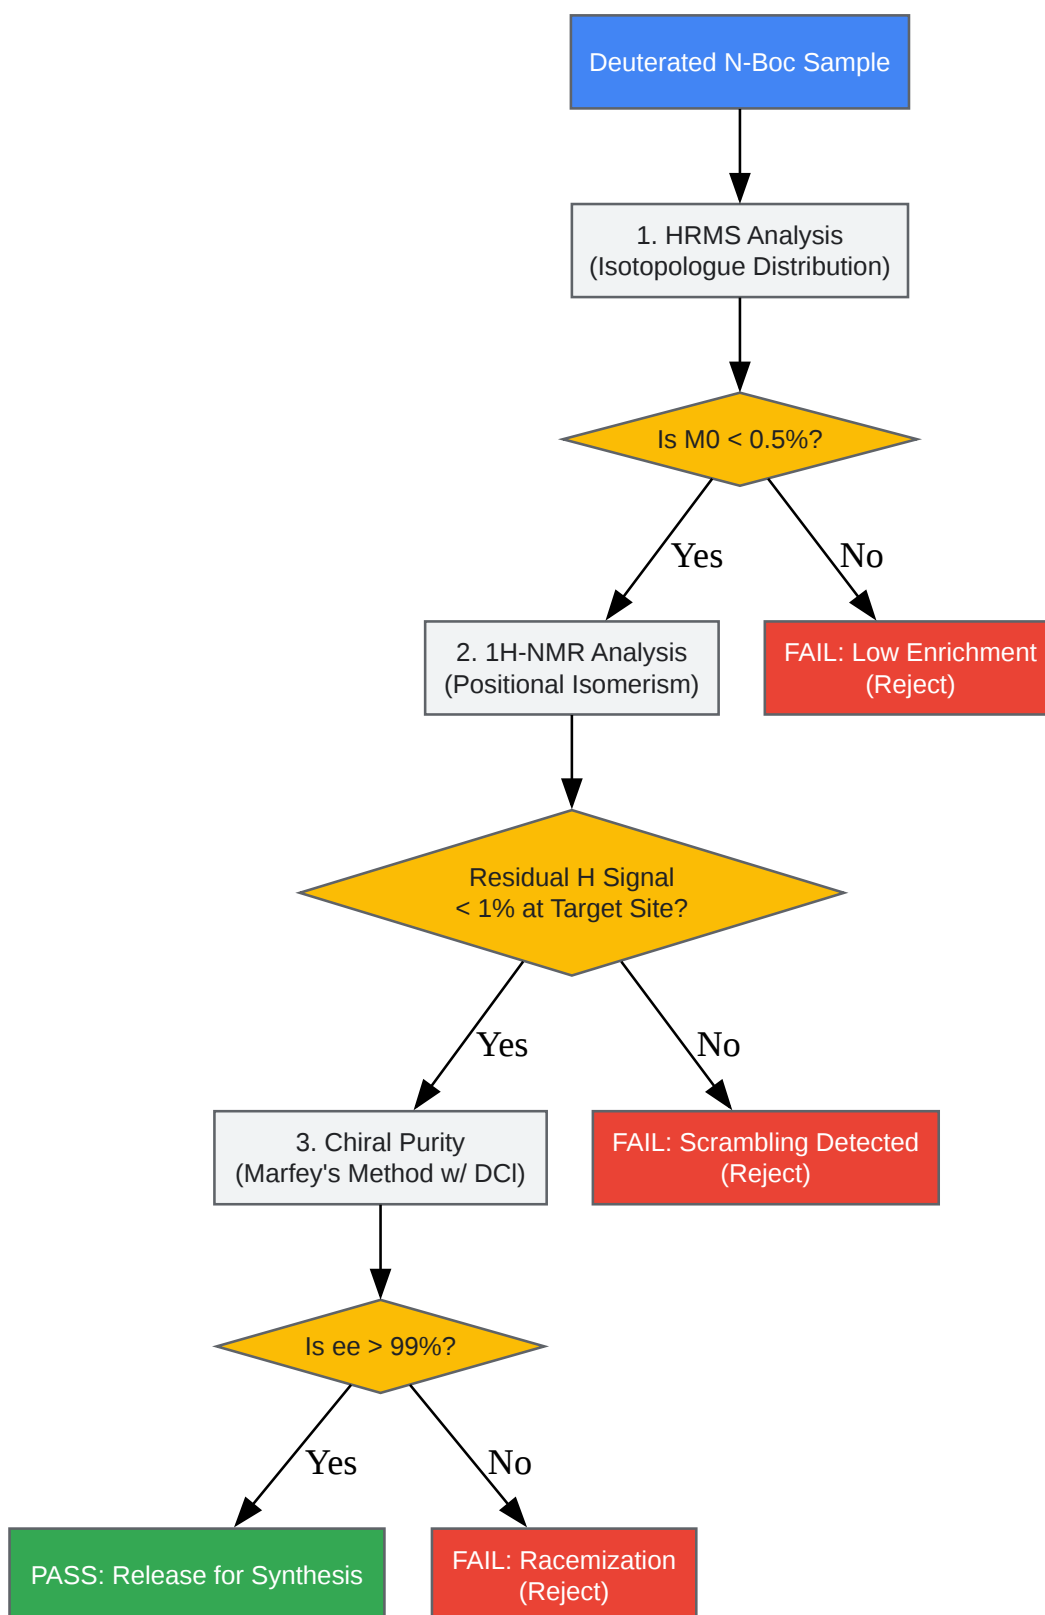 Deuterated N-Boc Sample
1. HRMS Analysis
(Isotopologue Distribution)
Is M0 < 0.5%?
Yes
No
2. 1H-NMR Analysis
(Positional Isomerism)
FAIL: Low Enrichment
(Reject)
Residual H Signal
< 1% at Target Site?
Yes
No
3. Chiral Purity
(Marfey's Method w/ DCl)
FAIL: Scrambling Detected
(Reject)
Is ee > 99%?
Yes
No
PASS: Release for Synthesis
FAIL: Racemization
(Reject)